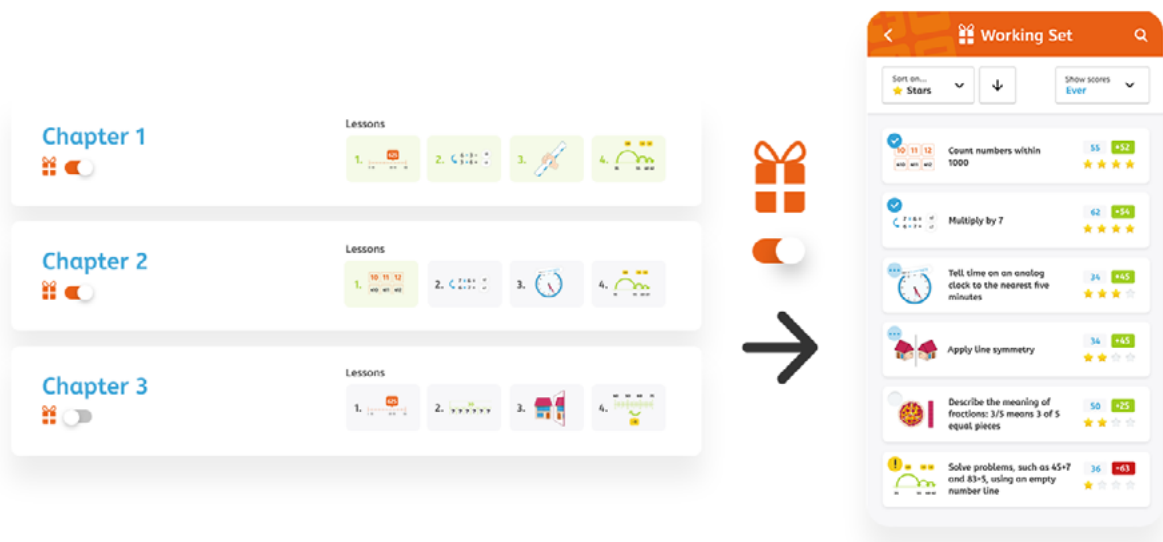 Chapter 1
Lessons
1.
2.
3.
4.
Chapter 2
Lessons
1.
10 11 12
2.
3.
4.
Chapter 3
Lessons
1.
2.
3.
4.
Working Set
Sort on...
Stars
Show scores
Ever
10 11 12
Count numbers within
1000
55 +52
Multiply by 7
62 +54
Tell time on an analog
clock to the nearest five
minutes
34 +45
Apply line symmetry
34 +45
Describe the meaning of
fractions: 3/5 means 3 of 5
equal pieces
50 +25
Solve problems, such as 45+7
and 83-5, using an empty
number line
36 -63